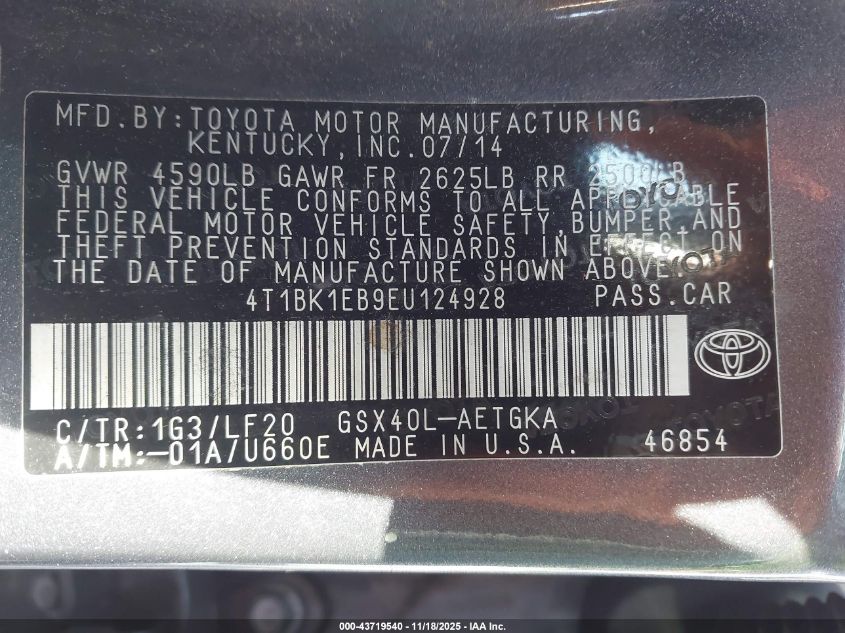 MFD.BY:TOYOTA MOTOR MANUFACTURING,
KENTUCKY,INC.07/14
GVWR 4590LB GAWR FR 2625LB RR 2500LB
THIS VEHICLE CONFORMS TO ALL APPLICABLE
FEDERAL MOTOR VEHICLE SAFETY,BUMPER,AND
THEFT PREVENTION STANDARDS IN EFFECT ON
THE DATE OF MANUFACTURE SHOWN ABOVE.
4T1BK1EB9EU124928 PASS.CAR
C/TR:1G3/LF20 GSX40L-AETGKA
A/TM:-01A/U660E MADE IN U.S.A. 46854
000-43719540 - 11/18/2025 - IAA Inc.